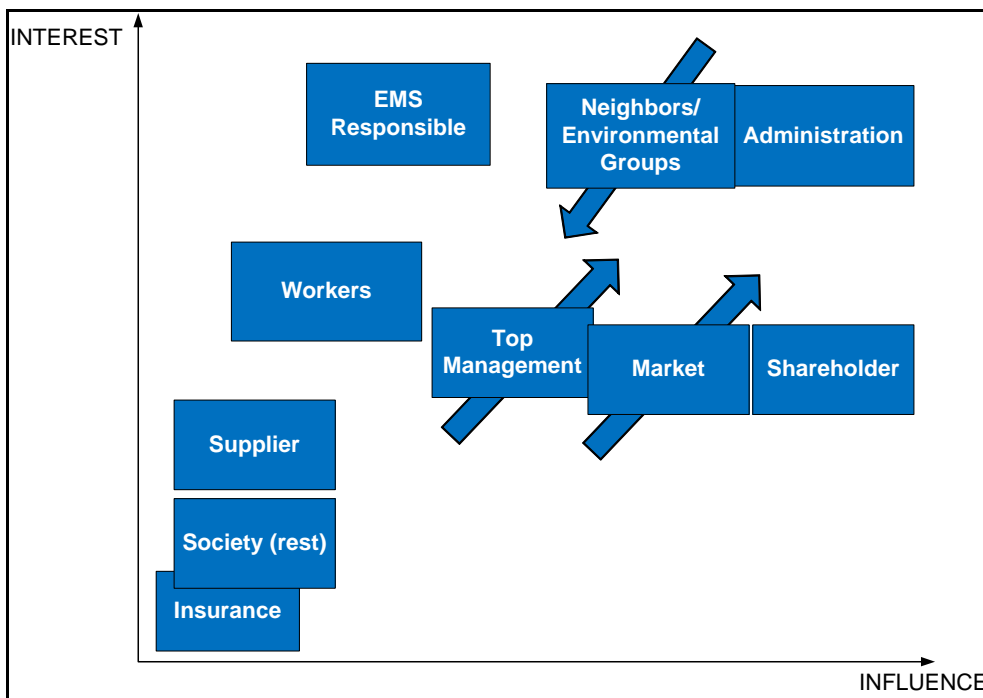 INTEREST
EMS
Responsible
Neighbors/
Environmental
Groups
Administration
Workers
Top
Management
Market
Shareholder
Supplier
Society (rest)
Insurance
INFLUENCE